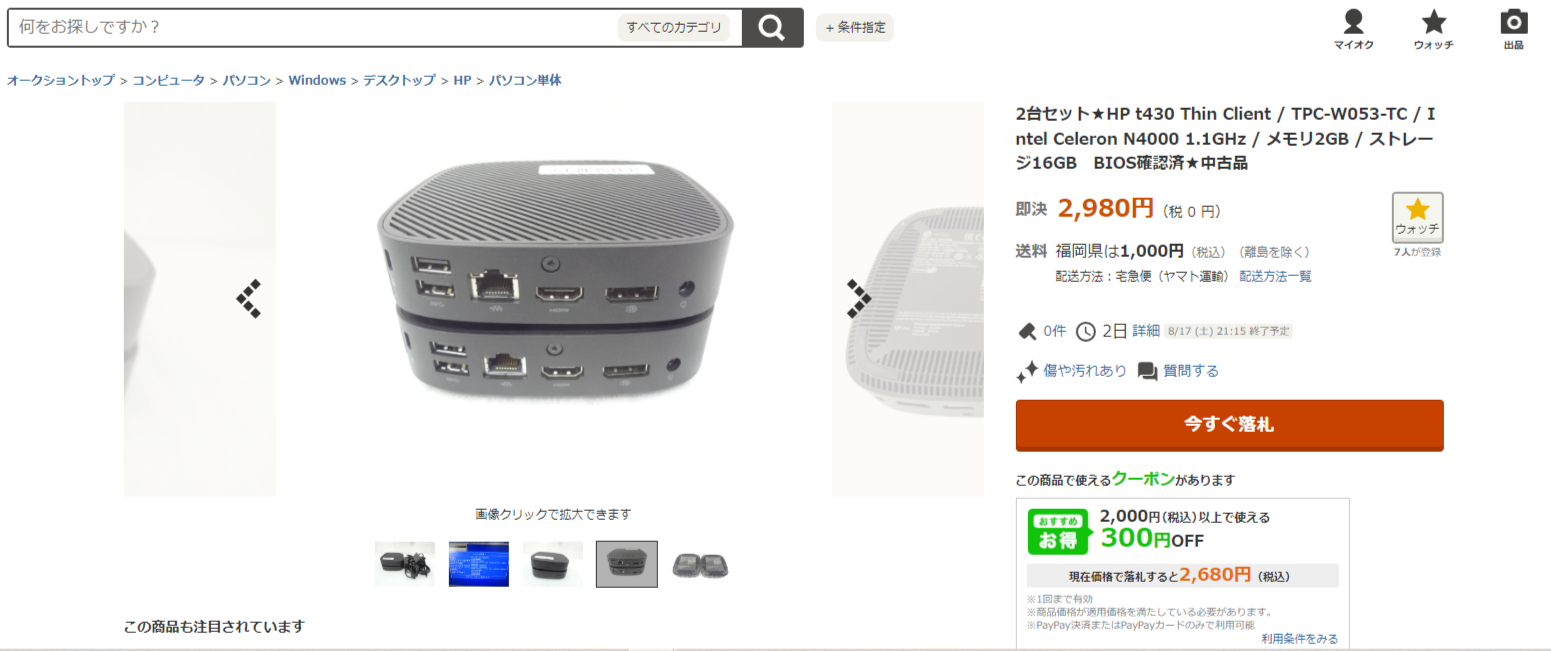 何をお探しですか？
すべてのカテゴリ
+ 条件指定
マイオク
ウォッチ
出品
オークショントップ > コンピュータ > パソコン > Windows > デスクトップ > HP > パソコン単体
2台セット★HP t430 Thin Client / TPC-W053-TC / I
ntel Celeron N4000 1.1GHz / メモリ2GB / ストレー
ジ16GB　BIOS確認済★中古品
即決 2,980円（税 0 円）
ウォッチ
7人が登録
送料 福岡県は1,000円（税込）（離島を除く）
配送方法：宅急便（ヤマト運輸） 配送方法一覧
0件 2日 詳細 8/17 (土) 21:15 終了予定
傷や汚れあり 質問する
今すぐ落札
この商品で使えるクーポンがあります
おすすめ
お得
2,000円(税込)以上で使える
300円OFF
現在価格で落札すると2,680円（税込）
※1回まで有効
※商品価格が適用価格を満たしている必要があります。
※PayPay決済またはPayPayカードのみで利用可能
利用条件をみる
画像クリックで拡大できます
この商品も注目されています